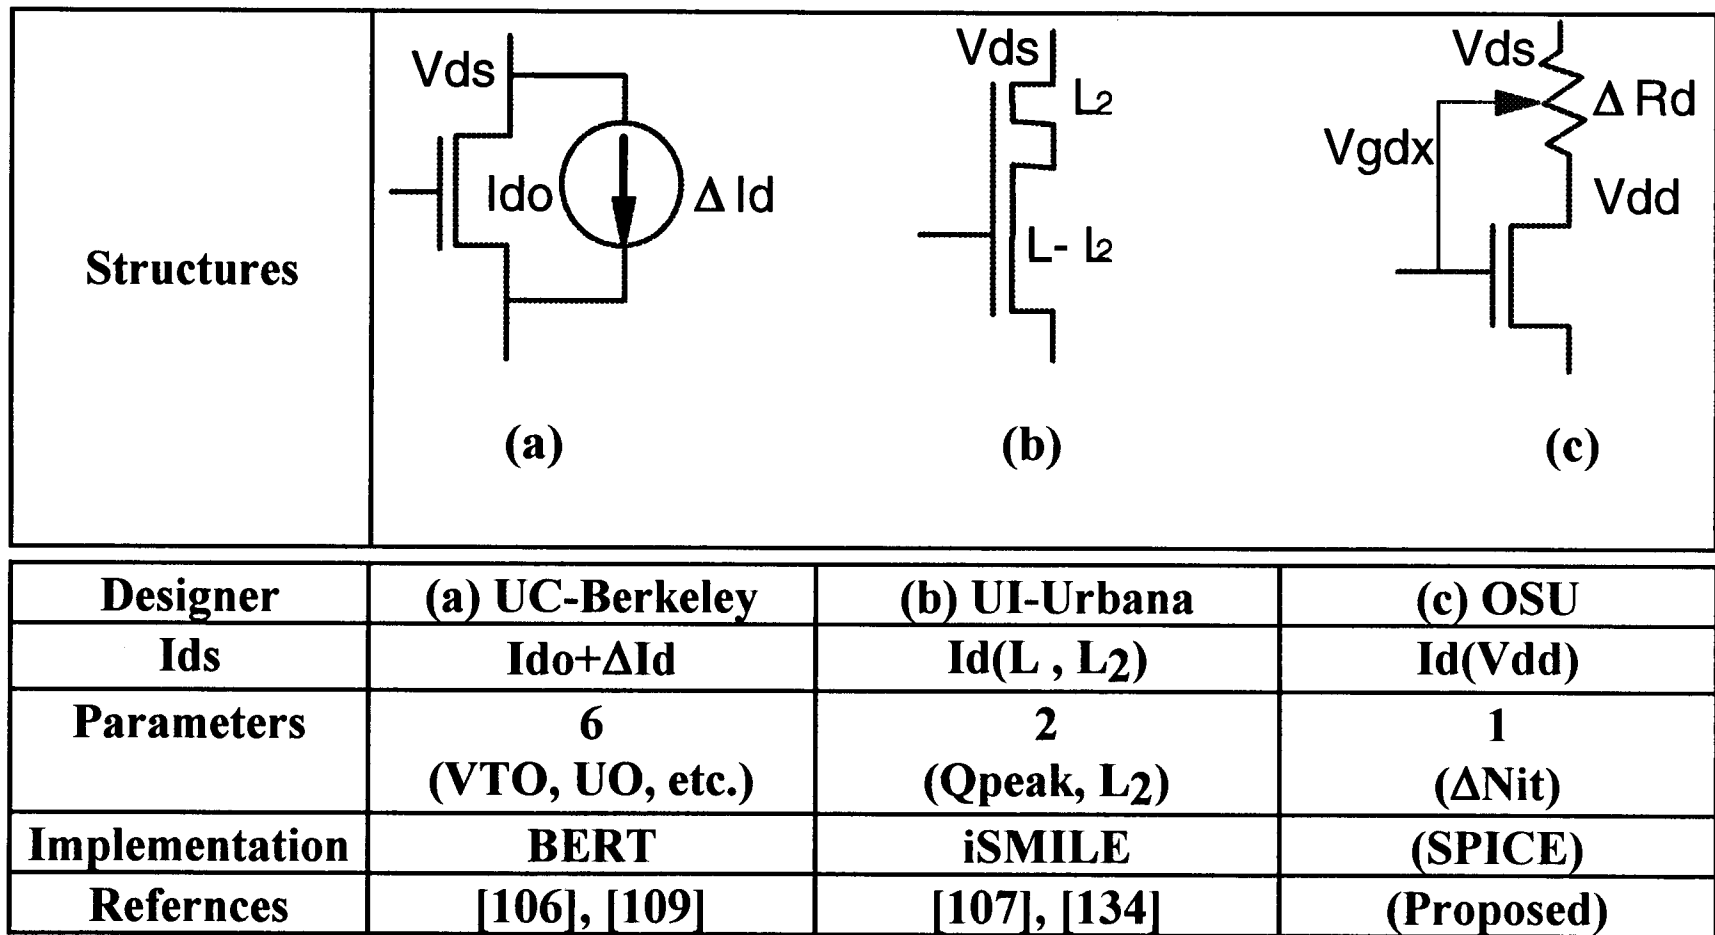 Structures
Vds
Ido
Δ Id
(a)
Vds
L2
L- l2
(b)
Vds
Δ Rd
Vgdx
Vdd
(c)
Designer (a) UC-Berkeley (b) UI-Urbana (c) OSU
Ids Ido+ΔId Id(L , L2) Id(Vdd)
Parameters 6 2 1
(VTO, UO, etc.) (Qpeak, L2) (ΔNit)
Implementation BERT iSMILE (SPICE)
Refernces [106], [109] [107], [134] (Proposed)